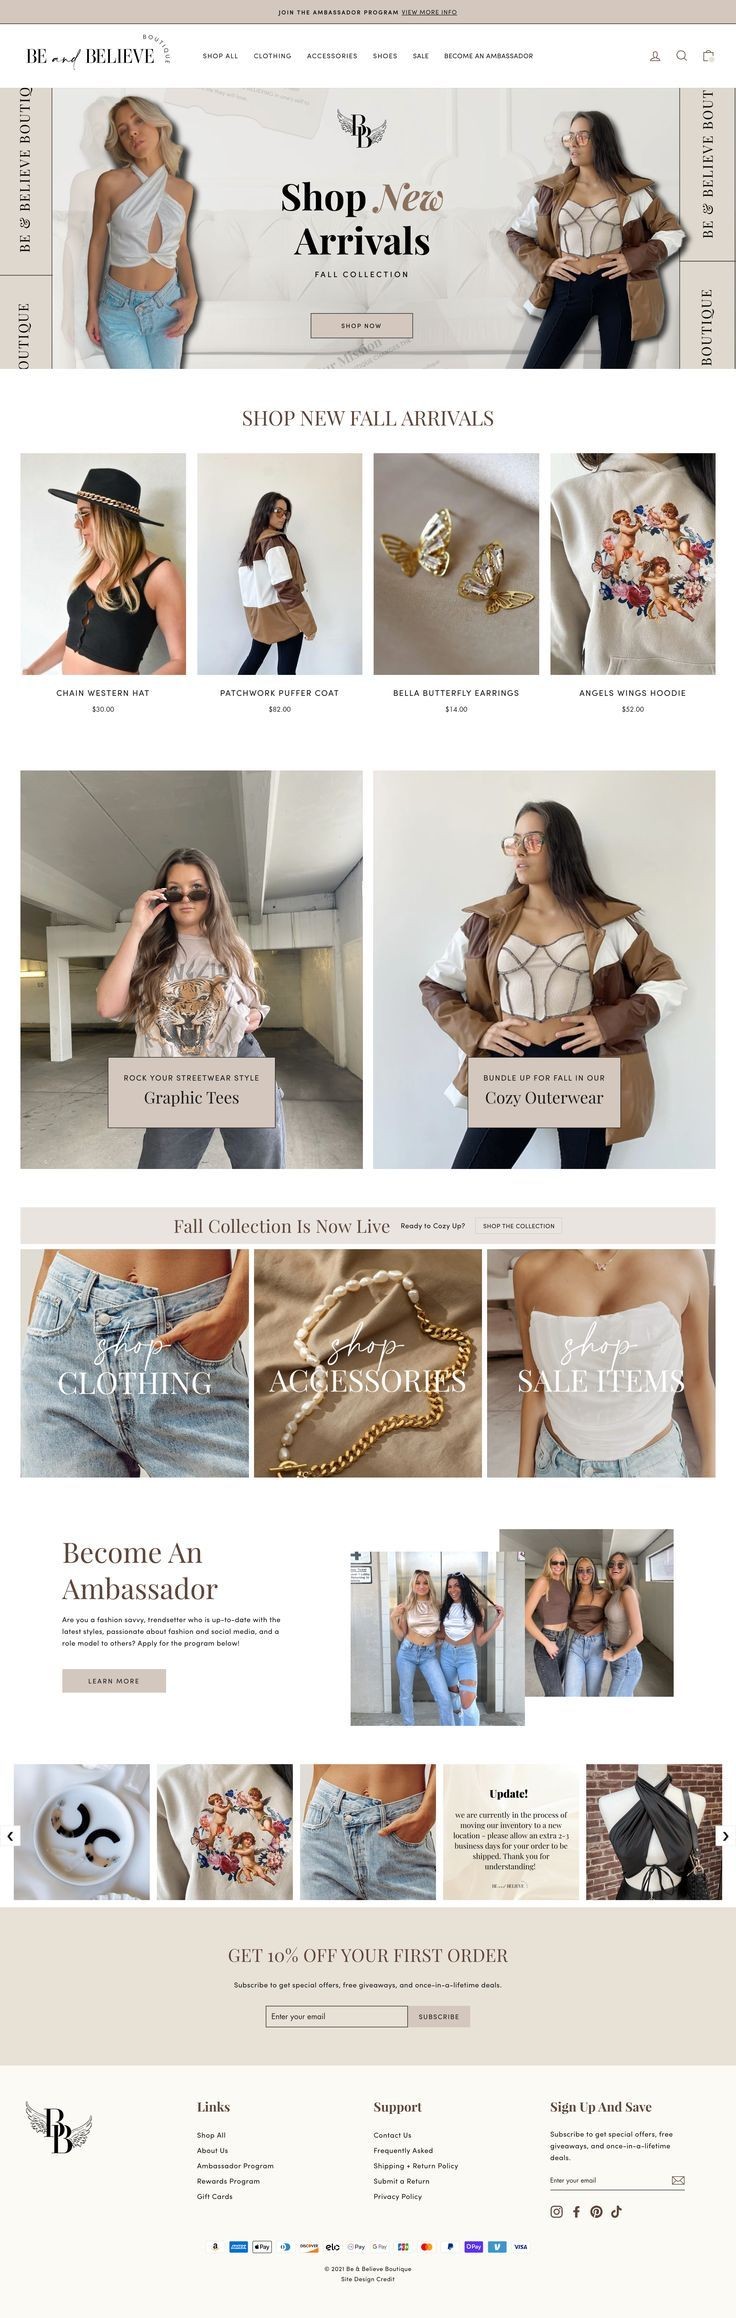 JOIN THE AMBASSADOR PROGRAM VIEW MORE INFO
BE and BELIEVE BOUTIQUE
SHOP ALL CLOTHING ACCESSORIES SHOES SALE BECOME AN AMBASSADOR
BE & BELIEVE BOUTIQ
OUTIQUE
BB
Shop New
Arrivals
FALL COLLECTION
SHOP NOW
BE & BELIEVE BOUT
BOUTIQUE
SHOP NEW FALL ARRIVALS
CHAIN WESTERN HAT
$30.00
PATCHWORK PUFFER COAT
$82.00
BELLA BUTTERFLY EARRINGS
$14.00
ANGELS WINGS HOODIE
$52.00
ROCK YOUR STREETWEAR STYLE
Graphic Tees
BUNDLE UP FOR FALL IN OUR
Cozy Outerwear
Fall Collection Is Now Live Ready to Cozy Up? SHOP THE COLLECTION
shop
CLOTHING
shop
ACCESSORIES
shop
SALE ITEMS
Become An
Ambassador
Are you a fashion savvy, trendsetter who is up-to-date with the
latest styles, passionate about fashion and social media, and a
role model to others? Apply for the program below!
LEARN MORE
Update!
we are currently in the process of
moving our inventory to a new
location - please allow an extra 2-3
business days for your order to be
shipped. Thank you for
understanding!
BE and BELIEVE
GET 10% OFF YOUR FIRST ORDER
Subscribe to get special offers, free giveaways, and once-in-a-lifetime deals.
Enter your email SUBSCRIBE
BB
Links
Shop All
About Us
Ambassador Program
Rewards Program
Gift Cards
Support
Contact Us
Frequently Asked
Shipping + Return Policy
Submit a Return
Privacy Policy
Sign Up And Save
Subscribe to get special offers, free
giveaways, and once-in-a-lifetime
deals.
Enter your email
Pay DISCOVER elo Pay G Pay JCB OPay VISA
© 2021 Be & Believe Boutique
Site Design Credit